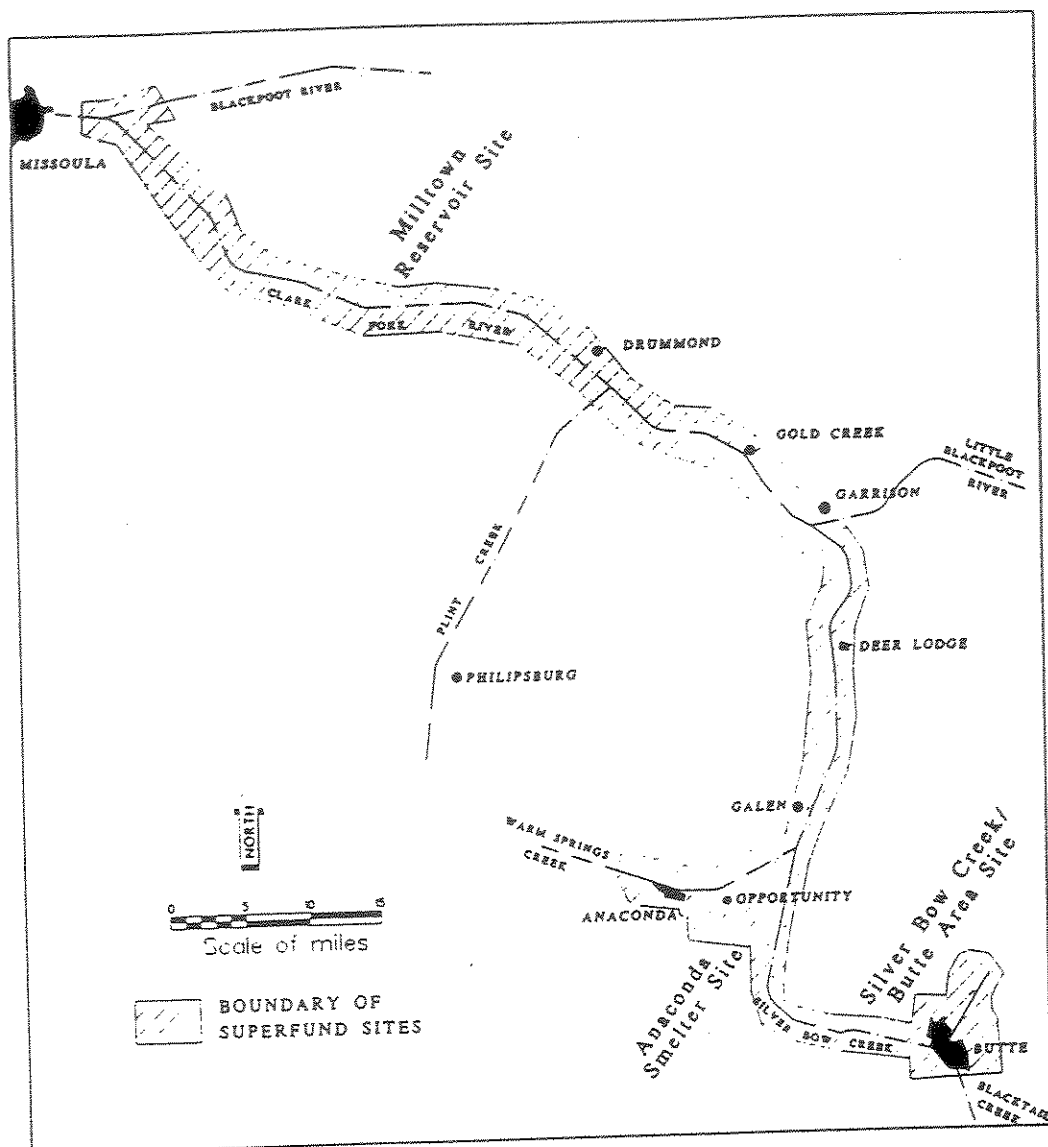 BLACKFOOT RIVER
MISSOULA
Milltown
Reservoir Site
CLARK
FORK
RIVER
DRUMMOND
GOLD CREEK
LITTLE
BLACKFOOT
RIVER
GARRISON
FLINT
CREEK
DEER LODGE
PHILIPSBURG
GALEN
NORTH
WARM SPRINGS
CREEK
OPPORTUNITY
ANACONDA
Silver Bow Creek/
Butte Area Site
0 5 10 15
Scale of miles
Anaconda
Smelter Site
SILVER BOW CREEK
BUTTE
BOUNDARY OF
SUPERFUND SITES
BLACKTAIL
CREEK